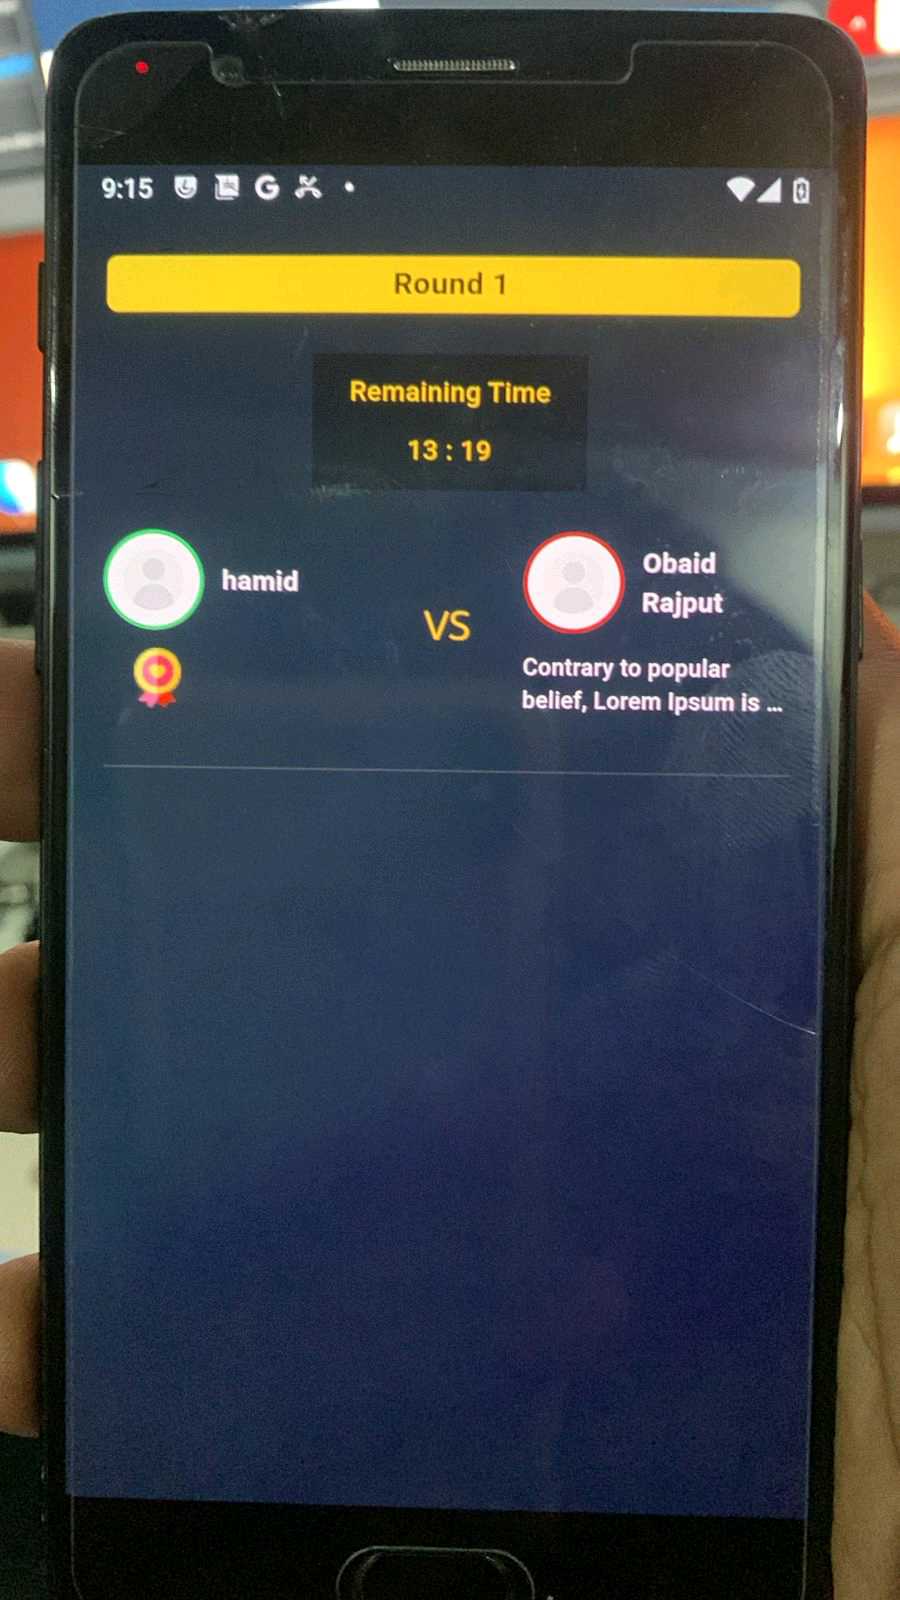 9:15
Round 1
Remaining Time
13 : 19
hamid
VS
Obaid
Rajput
Contrary to popular
belief, Lorem Ipsum is ...